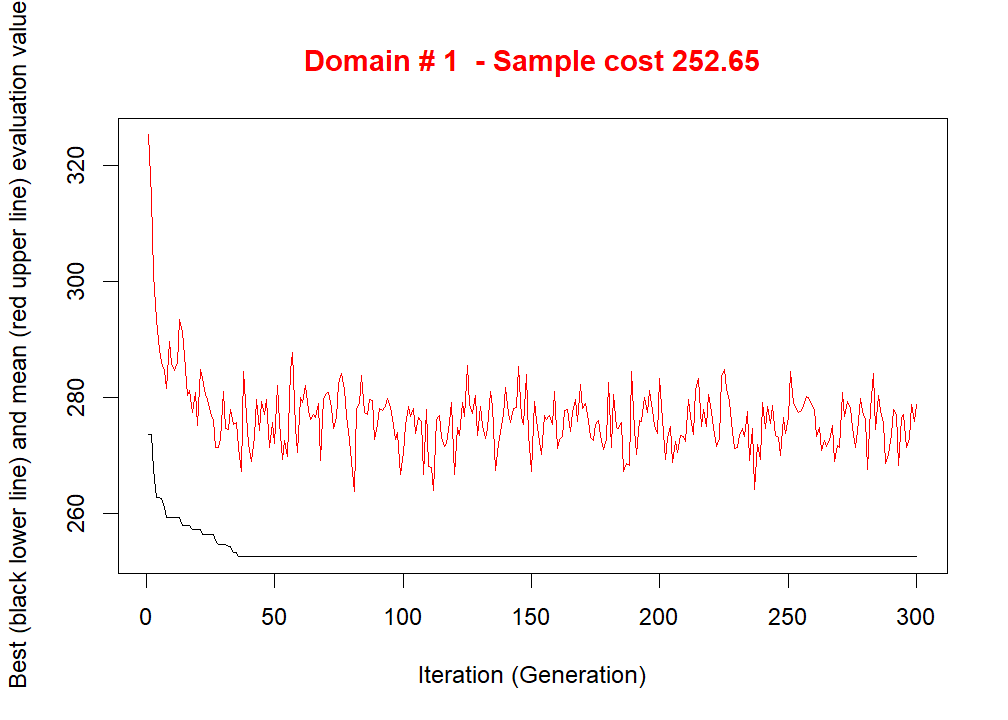 Domain # 1  - Sample cost 252.65
Best (black lower line) and mean (red upper line) evaluation value
320
300
280
260
0 50 100 150 200 250 300
Iteration (Generation)